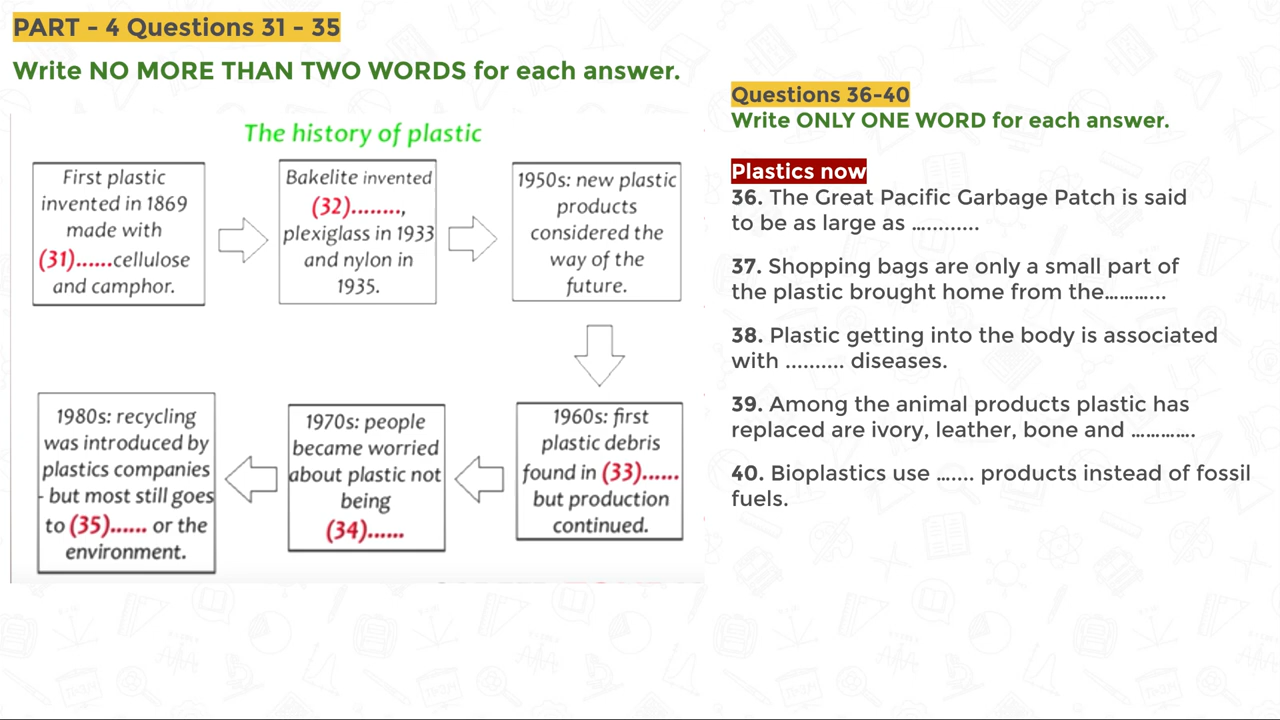 PART - 4 Questions 31 - 35
Write NO MORE THAN TWO WORDS for each answer.
The history of plastic
First plastic
invented in 1869
made with
(31)......cellulose
and camphor.
Bakelite invented
(32)........,
plexiglass in 1933
and nylon in
1935.
1950s: new plastic
products
considered the
way of the
future.
1960s: first
plastic debris
found in (33)......
but production
continued.
1970s: people
became worried
about plastic not
being
(34)......
1980s: recycling
was introduced by
plastics companies
- but most still goes
to (35)...... or the
environment.
Questions 36-40
Write ONLY ONE WORD for each answer.
Plastics now
36. The Great Pacific Garbage Patch is said
to be as large as ...........
37. Shopping bags are only a small part of
the plastic brought home from the............
38. Plastic getting into the body is associated
with .......... diseases.
39. Among the animal products plastic has
replaced are ivory, leather, bone and .............
40. Bioplastics use ....... products instead of fossil
fuels.